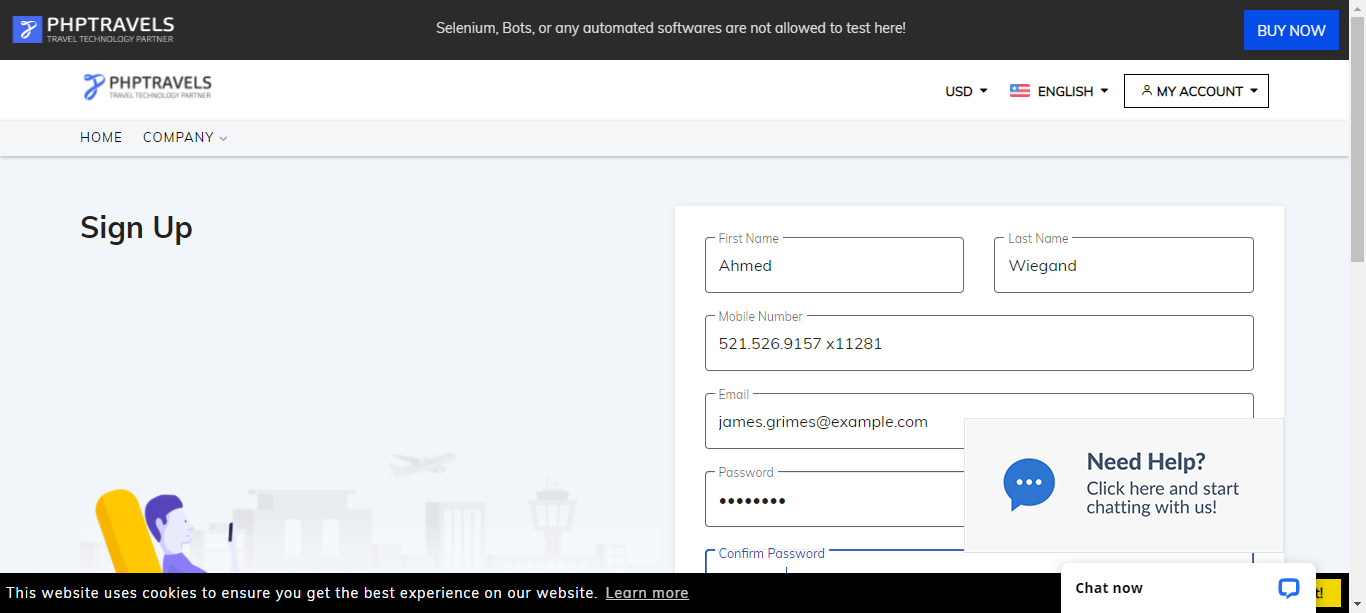 PHPTRAVELS
TRAVEL TECHNOLOGY PARTNER
Selenium, Bots, or any automated softwares are not allowed to test here!
BUY NOW
PHPTRAVELS
TRAVEL TECHNOLOGY PARTNER
USD
ENGLISH
MY ACCOUNT
HOME
COMPANY
Sign Up
First Name
Ahmed
Last Name
Wiegand
Mobile Number
521.526.9157 x11281
Email
james.grimes@example.com
Password
Need Help?
Click here and start
chatting with us!
Confirm Password
This website uses cookies to ensure you get the best experience on our website. Learn more
Chat now